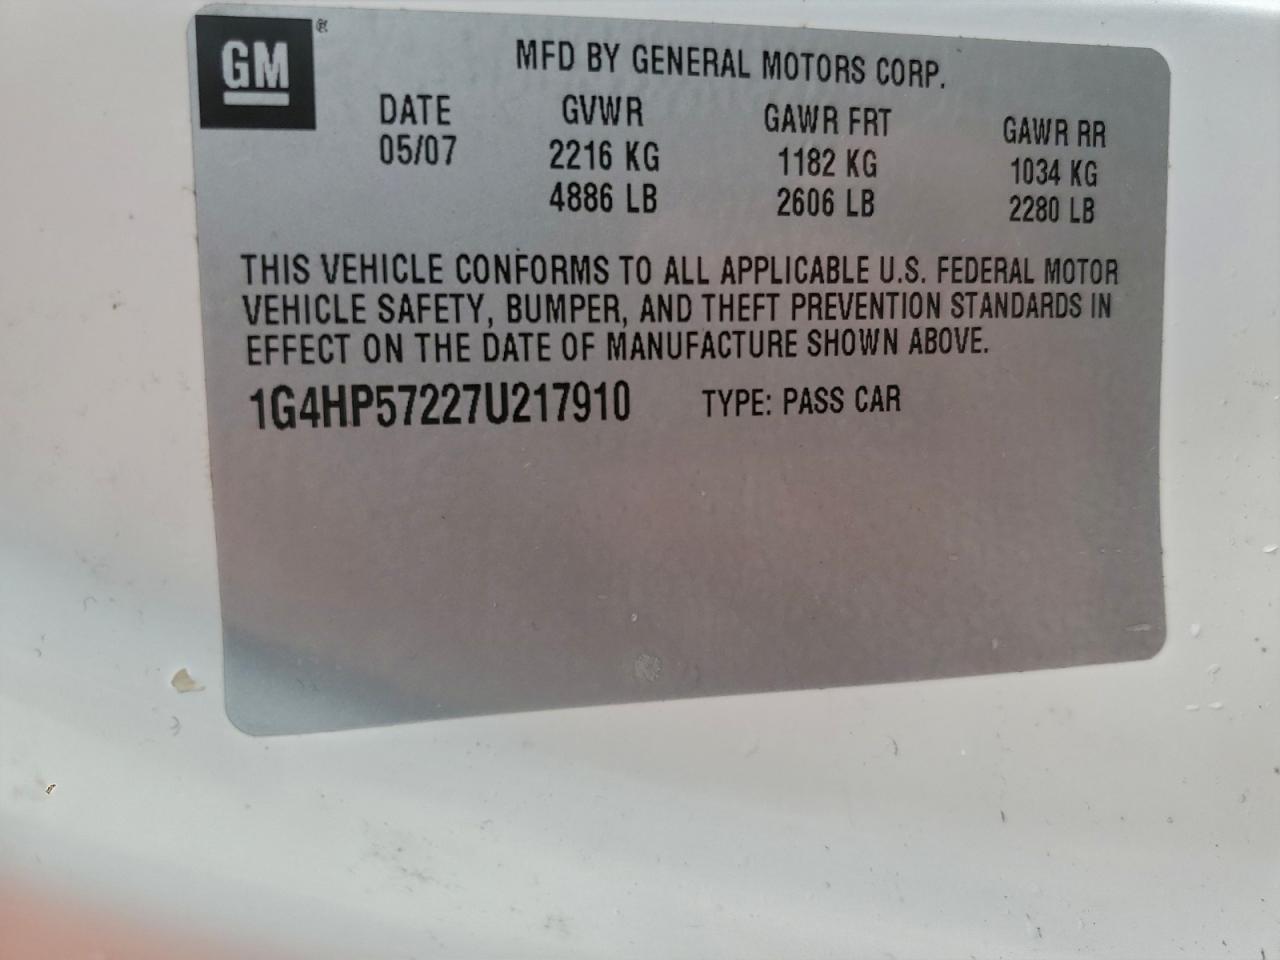 GM ®
MFD BY GENERAL MOTORS CORP.
DATE GVWR GAWR FRT GAWR RR
05/07 2216 KG 1182 KG 1034 KG
4886 LB 2606 LB 2280 LB
THIS VEHICLE CONFORMS TO ALL APPLICABLE U.S. FEDERAL MOTOR
VEHICLE SAFETY, BUMPER, AND THEFT PREVENTION STANDARDS IN
EFFECT ON THE DATE OF MANUFACTURE SHOWN ABOVE.
1G4HP57227U217910 TYPE: PASS CAR